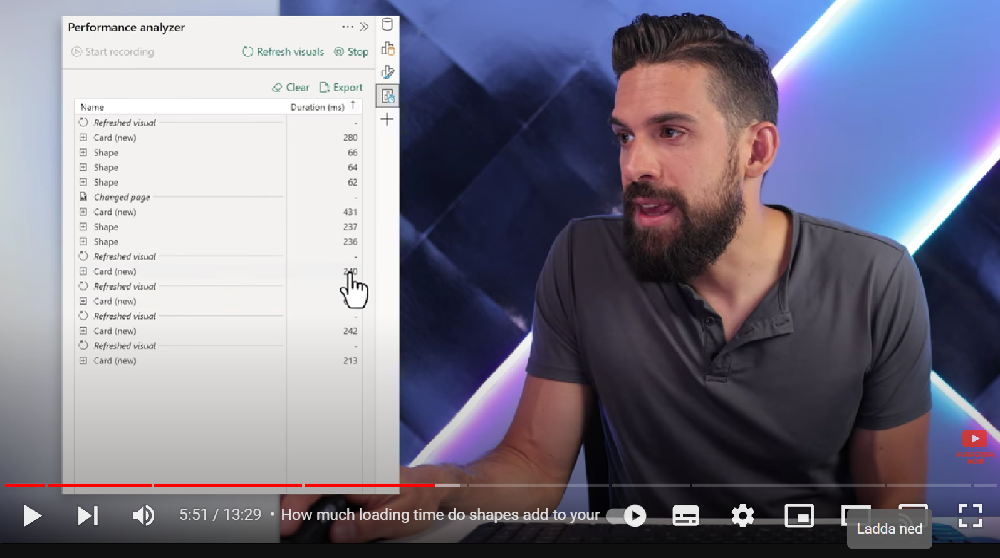 Performance analyzer
Start recording
Refresh visuals
Stop
Clear
Export
Name Duration (ms)
Refreshed visual -
Card (new) 280
Shape 66
Shape 64
Shape 62
Changed page -
Card (new) 431
Shape 237
Shape 236
Refreshed visual -
Card (new) 240
Refreshed visual
Card (new)
Refreshed visual -
Card (new) 242
Refreshed visual -
Card (new) 213
SUBSCRIBE
NOW
5:51 / 13:29 • How much loading time do shapes add to your
Ladda ned